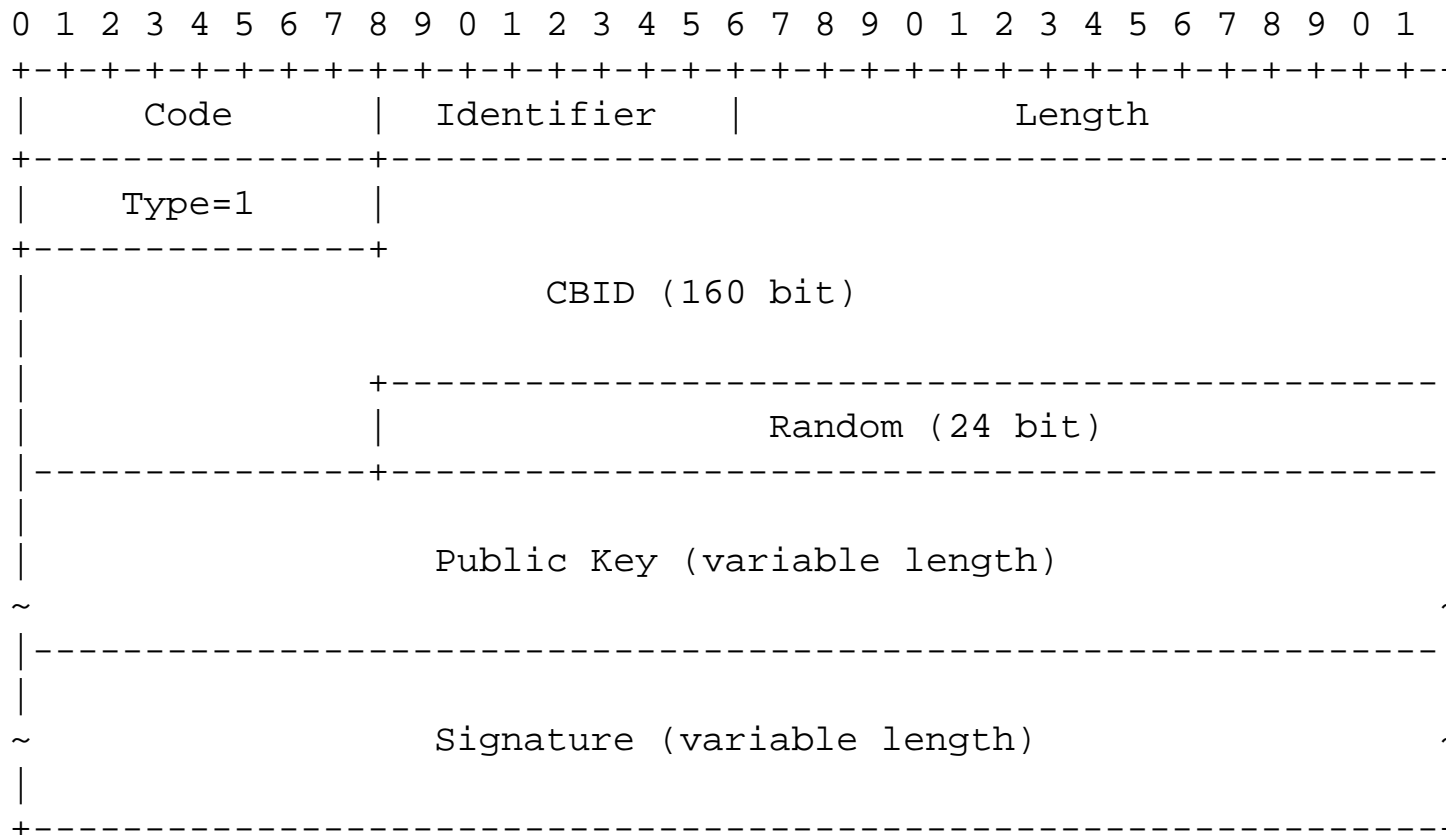 0 1 2 3 4 5 6 7 8 9 0 1 2 3 4 5 6 7 8 9 0 1 2 3 4 5 6 7 8 9 0 1
+-+-+-+-+-+-+-+-+-+-+-+-+-+-+-+-+-+-+-+-+-+-+-+-+-+-+-+-+-+-+-+-
|     Code      |  Identifier   |            Length
+---------------+-----------------------------------------------
|    Type=1     |
+---------------+
|                       CBID (160 bit)
|
|               +-----------------------------------------------
|               |                 Random (24 bit)
|---------------+-----------------------------------------------
|
|                  Public Key (variable length)
~                                                               ~
|---------------------------------------------------------------
|
~                  Signature (variable length)                  ~
|
+---------------------------------------------------------------